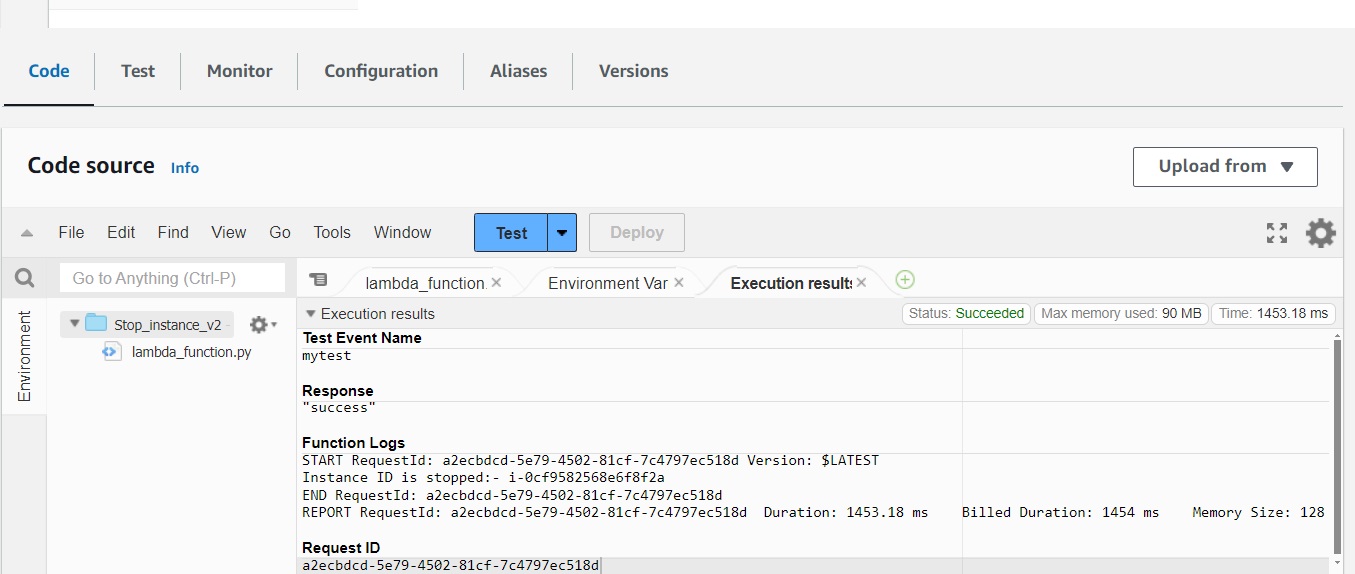 Code Test Monitor Configuration Aliases Versions
Code source Info Upload from
File Edit Find View Go Tools Window Test Deploy
Go to Anything (Ctrl-P) lambda_function. Environment Var Execution results
Execution results Status: Succeeded Max memory used: 90 MB Time: 1453.18 ms
Environment
Stop_instance_v2 -
lambda_function.py
Test Event Name
mytest
Response
"success"
Function Logs
START RequestId: a2ecbdcd-5e79-4502-81cf-7c4797ec518d Version: $LATEST
Instance ID is stopped:- i-0cf9582568e6f8f2a
END RequestId: a2ecbdcd-5e79-4502-81cf-7c4797ec518d
REPORT RequestId: a2ecbdcd-5e79-4502-81cf-7c4797ec518d Duration: 1453.18 ms Billed Duration: 1454 ms Memory Size: 128
Request ID
a2ecbdcd-5e79-4502-81cf-7c4797ec518d